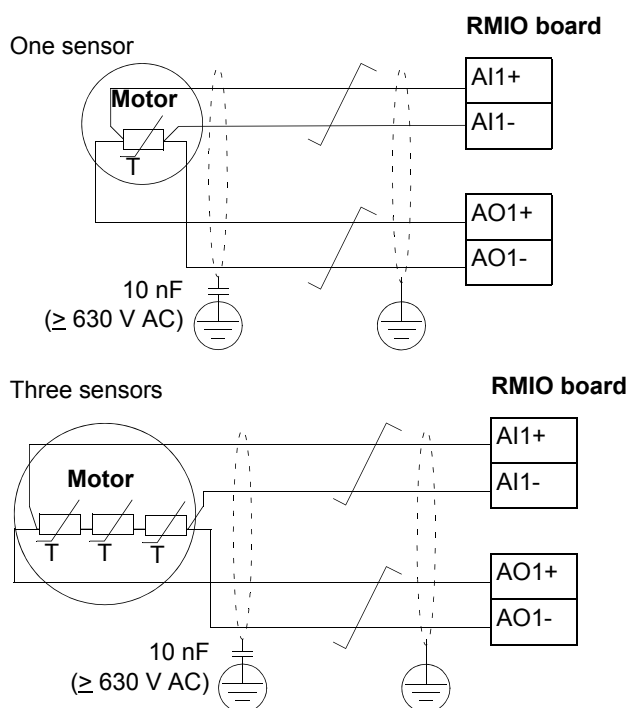 RMIO board
One sensor
AI1+
Motor
AI1-
T
AO1+
AO1-
10 nF
(≥ 630 V AC)
Three sensors
RMIO board
AI1+
Motor
AI1-
T T T
AO1+
AO1-
10 nF
(≥ 630 V AC)